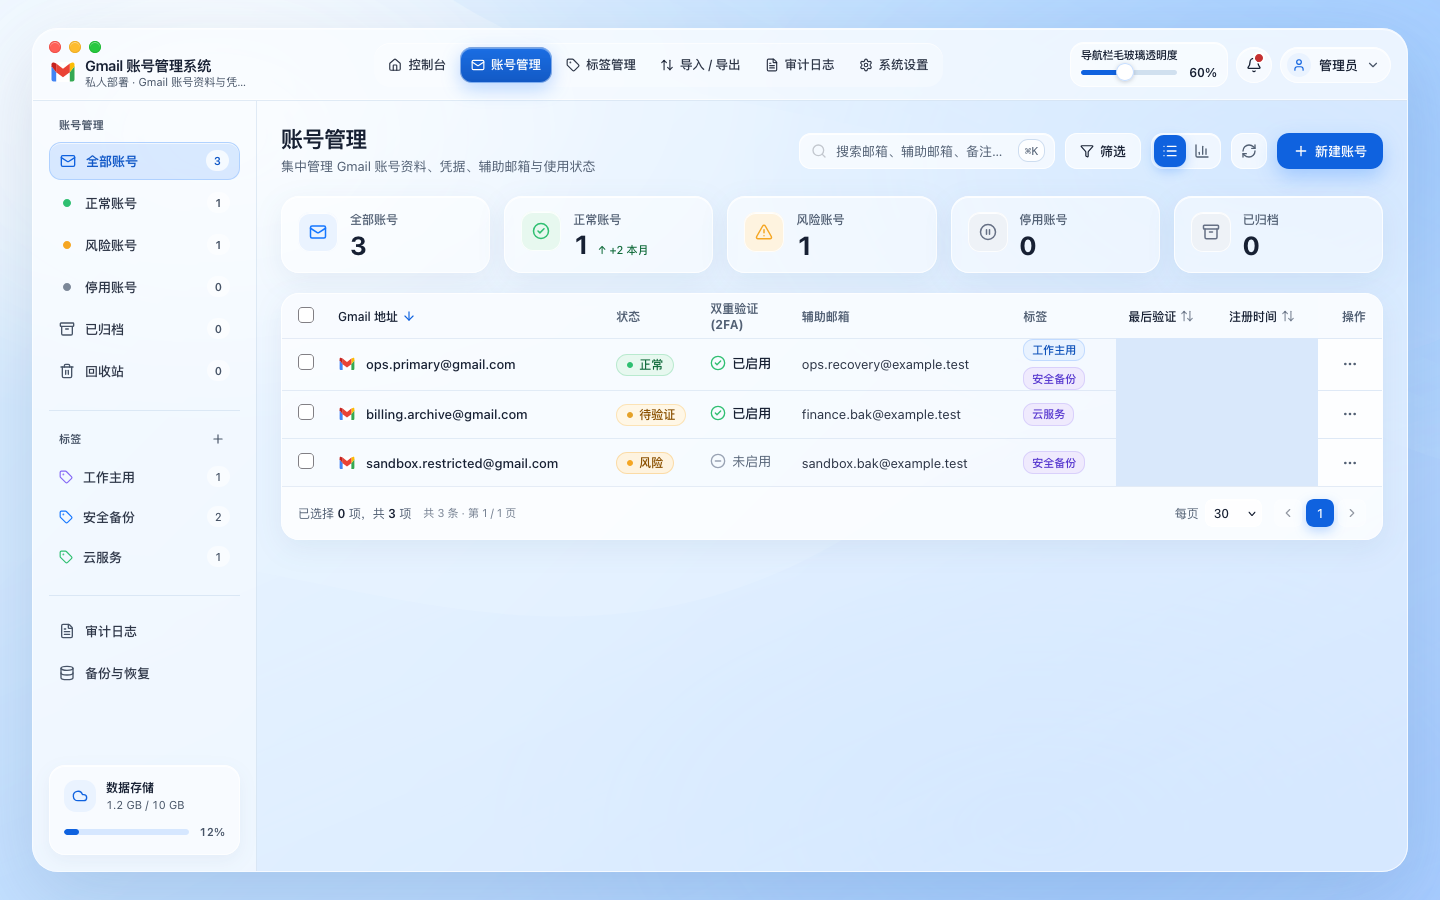 Gmail 账号管理系统
私人部署 · Gmail 账号资料与凭...
控制台
账号管理
标签管理
导入 / 导出
审计日志
系统设置
导航栏毛玻璃透明度
60%
管理员
账号管理
全部账号 3
正常账号 1
风险账号 1
停用账号 0
已归档 0
回收站 0
标签
工作主用 1
安全备份 2
云服务 1
审计日志
备份与恢复
数据存储
1.2 GB / 10 GB
12%
账号管理
集中管理 Gmail 账号资料、凭据、辅助邮箱与使用状态
搜索邮箱、辅助邮箱、备注... ⌘K
筛选
新建账号
全部账号
3
正常账号
1 ↑ +2 本月
风险账号
1
停用账号
0
已归档
0
Gmail 地址 ↓ 状态 双重验证 (2FA) 辅助邮箱 标签 最后验证 ↑↓ 注册时间 ↑↓ 操作
ops.primary@gmail.com 正常 已启用 ops.recovery@example.test 工作主用 安全备份 ···
billing.archive@gmail.com 待验证 已启用 finance.bak@example.test 云服务 ···
sandbox.restricted@gmail.com 风险 未启用 sandbox.bak@example.test 安全备份 ···
已选择 0 项，共 3 项 共 3 条 · 第 1 / 1 页
每页 30 1